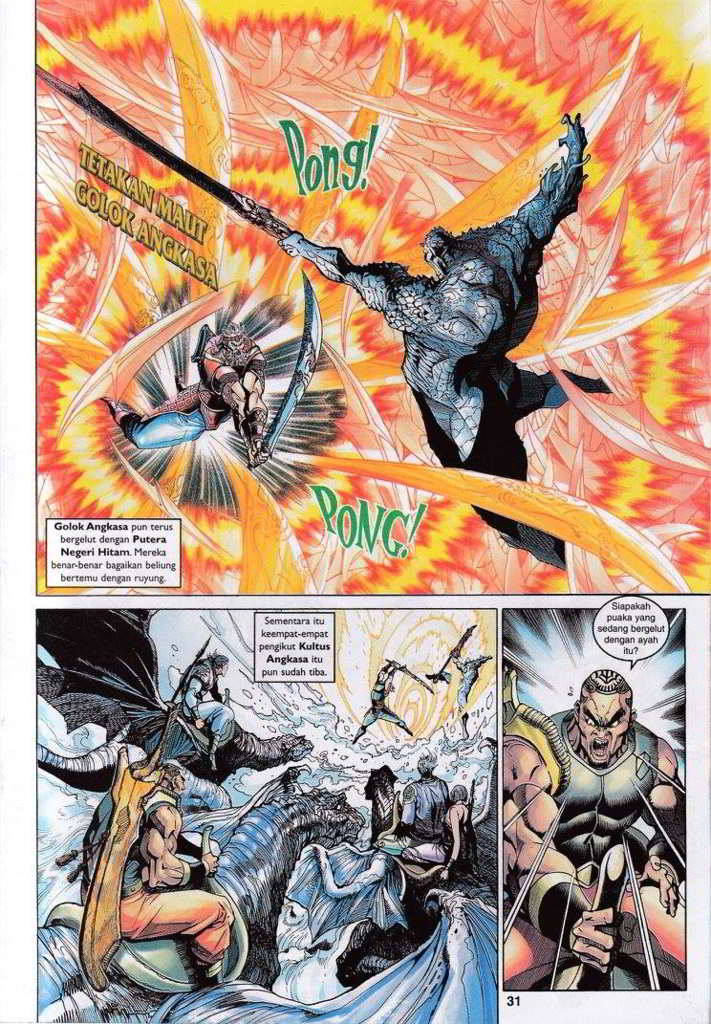 Pong!
TETAKAN MAUT
GOLOK ANGKASA
PONG!
Golok Angkasa pun terus
bergelut dengan Putera
Negeri Hitam. Mereka
benar-benar bagaikan beliung
bertemu dengan ruyung.
Sementara itu
keempat-empat
pengikut Kultus
Angkasa itu
pun sudah tiba.
Siapakah
puaka yang
sedang bergelut
dengan ayah
itu?
31